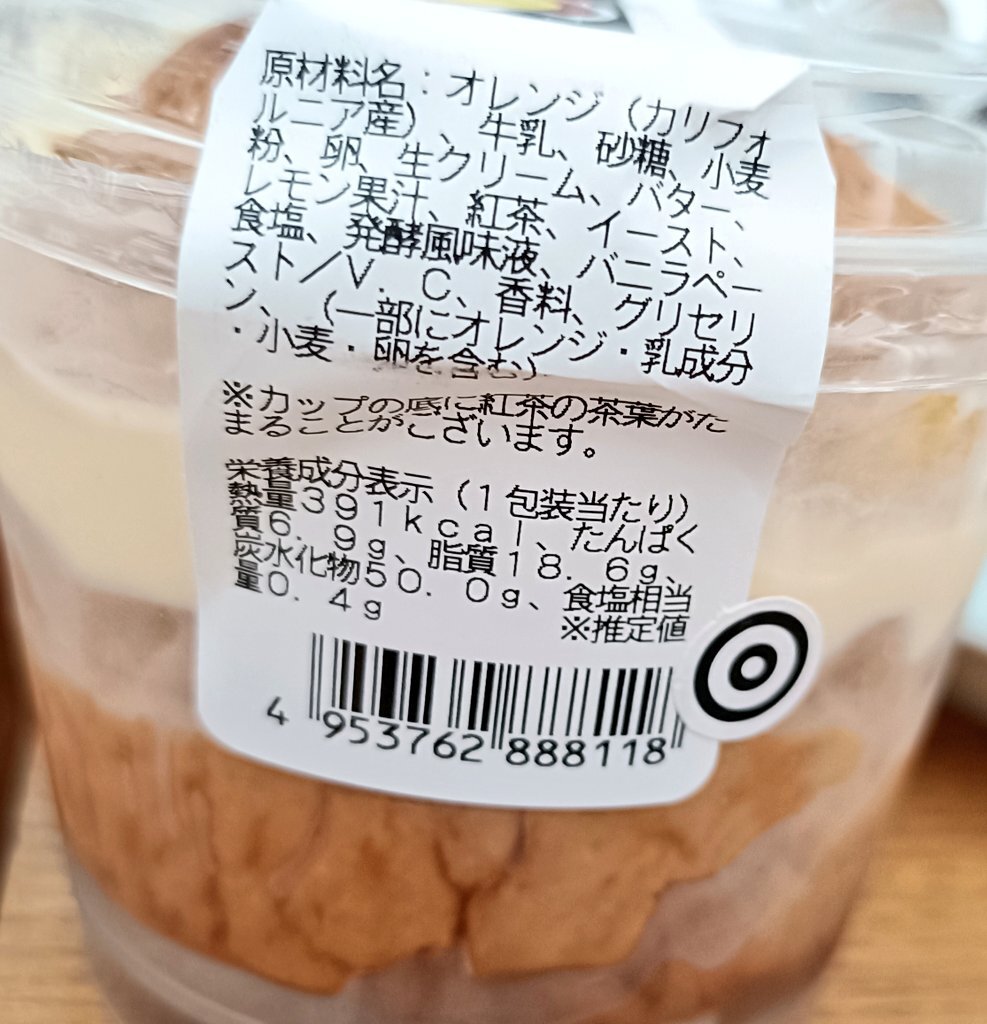 原材料名：オレンジ（カリフォ
ルニア産）、牛乳、砂糖、小麦
粉、卵、生クリーム、バター、
レモン果汁、紅茶、イースト、
食塩、発酵風味液、バニラペー
スト／V．C、香料、グリセリ
ン、（一部にオレンジ・乳成分
・小麦・卵を含む）
※カップの底に紅茶の茶葉がた
まることがございます。
栄養成分表示（1包装当たり）
熱量391kcal、たんぱく
質6．9g、脂質18．6g、
炭水化物50．0g、食塩相当
量0．4g
※推定値
4 953762 888118